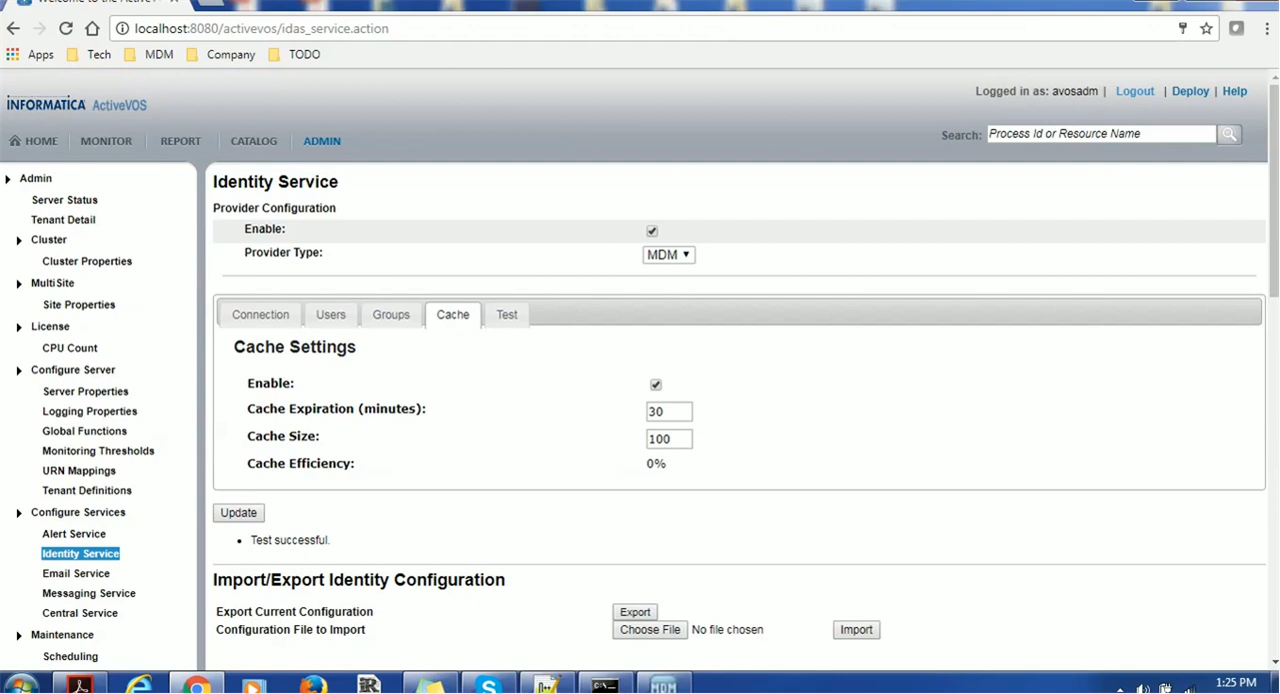 localhost:8080/activevos/idas_service.action
Apps Tech MDM Company TODO
INFORMATICA ActiveVOS
Logged in as: avosadm | Logout | Deploy | Help
HOME MONITOR REPORT CATALOG ADMIN
Search: Process Id or Resource Name
Admin
Server Status
Tenant Detail
Cluster
Cluster Properties
MultiSite
Site Properties
License
CPU Count
Configure Server
Server Properties
Logging Properties
Global Functions
Monitoring Thresholds
URN Mappings
Tenant Definitions
Configure Services
Alert Service
Identity Service
Email Service
Messaging Service
Central Service
Maintenance
Scheduling
Identity Service
Provider Configuration
Enable:
Provider Type: MDM
Connection Users Groups Cache Test
Cache Settings
Enable:
Cache Expiration (minutes): 30
Cache Size: 100
Cache Efficiency: 0%
Update
Test successful.
Import/Export Identity Configuration
Export Current Configuration Export
Configuration File to Import Choose File No file chosen Import
MDM
1:25 PM